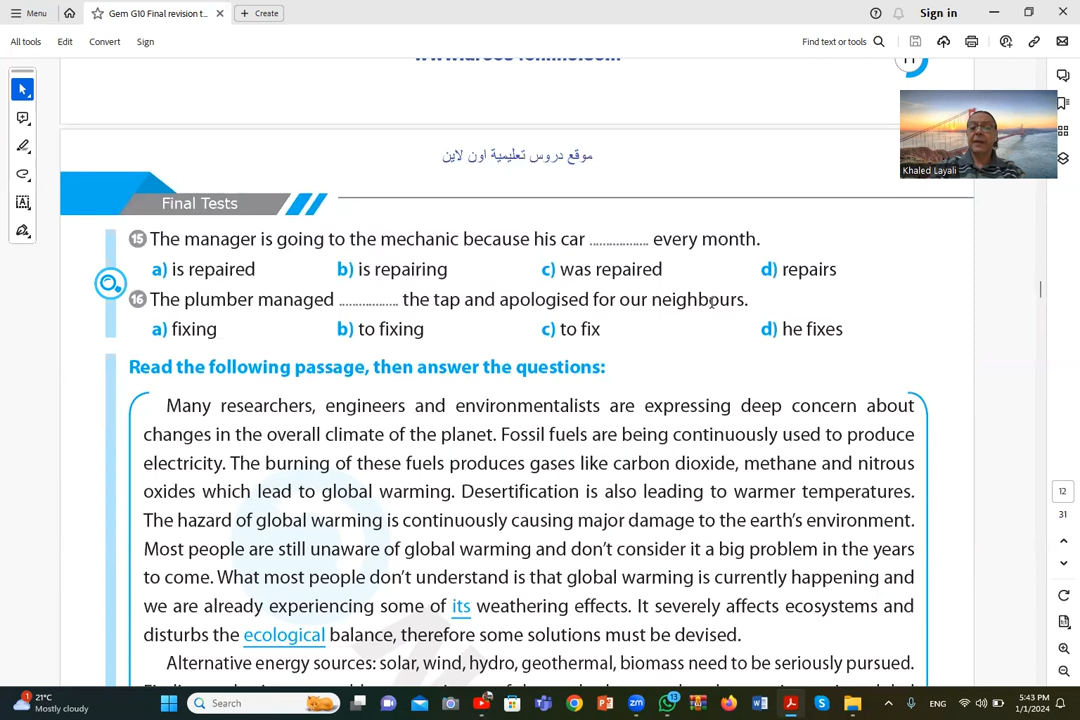 Menu
Gem G10 Final revision t...
Create
Sign in
All tools
Edit
Convert
Sign
Find text or tools
Khaled Layali
موقع دروس تعليمية اون لاين
Final Tests
15 The manager is going to the mechanic because his car .................. every month.
a) is repaired b) is repairing c) was repaired d) repairs
16 The plumber managed .................. the tap and apologised for our neighbours.
a) fixing b) to fixing c) to fix d) he fixes
Read the following passage, then answer the questions:
Many researchers, engineers and environmentalists are expressing deep concern about
changes in the overall climate of the planet. Fossil fuels are being continuously used to produce
electricity. The burning of these fuels produces gases like carbon dioxide, methane and nitrous
oxides which lead to global warming. Desertification is also leading to warmer temperatures.
The hazard of global warming is continuously causing major damage to the earth's environment.
Most people are still unaware of global warming and don't consider it a big problem in the years
to come. What most people don't understand is that global warming is currently happening and
we are already experiencing some of its weathering effects. It severely affects ecosystems and
disturbs the ecological balance, therefore some solutions must be devised.
Alternative energy sources: solar, wind, hydro, geothermal, biomass need to be seriously pursued.
12
31
21°C
Mostly cloudy
Search
13
ENG
5:43 PM
1/1/2024